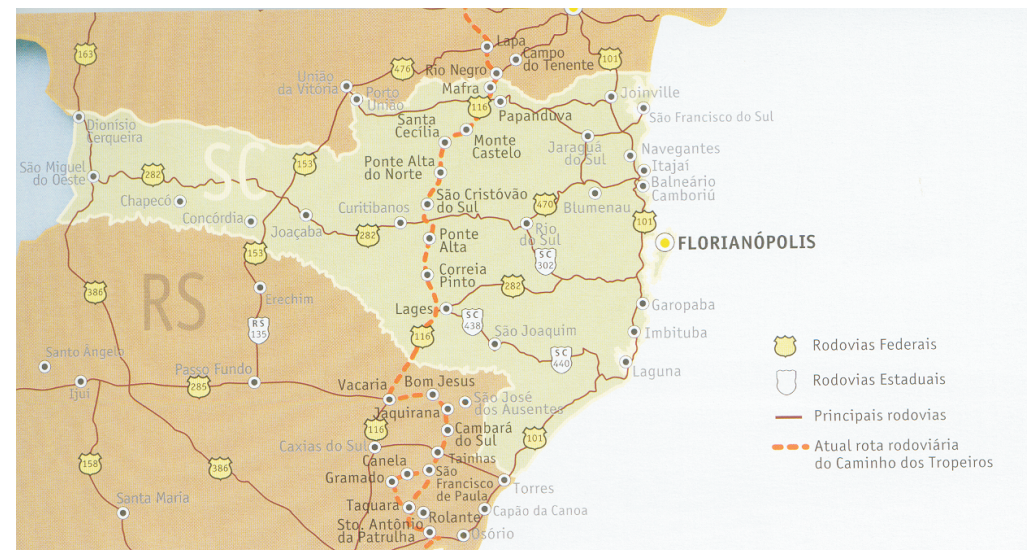 163
Lapa
Campo
do Tenente
101
476
Rio Negro
União
da Vitória
Porto
União
Mafra
116
Joinville
São Francisco do Sul
Papanduva
Dionísio
Cerqueira
Santa
Cecília
Monte
Castelo
Jaraguá
do Sul
Navegantes
Itajaí
Balneário
Camboriú
SC
153
São Miguel
do Oeste
282
Ponte Alta
do Norte
Chapecó
Concórdia
Joaçaba
Curitibanos
São Cristóvão
do Sul
470
Blumenau
101
282
Rio
do Sul
FLORIANÓPOLIS
153
Ponte
Alta
SC
302
Correia
Pinto
282
RS
386
Erechim
RS
135
Lages
SC
438
116
São Joaquim
SC
440
Garopaba
Imbituba
Laguna
Rodovias Federais
Rodovias Estaduais
Principais rodovias
Atual rota rodoviária
do Caminho dos Tropeiros
Santo Ângelo
Ijuí
Passo Fundo
285
Vacaria
Bom Jesus
São José
dos Ausentes
Jaquirana
116
Cambará
do Sul
101
Caxias do Sul
Tainhas
Canela
Gramado
São
Francisco
de Paula
158
386
Torres
Santa Maria
Taquara
Rolante
Capão da Canoa
Sto. Antônio
da Patrulha
Osório